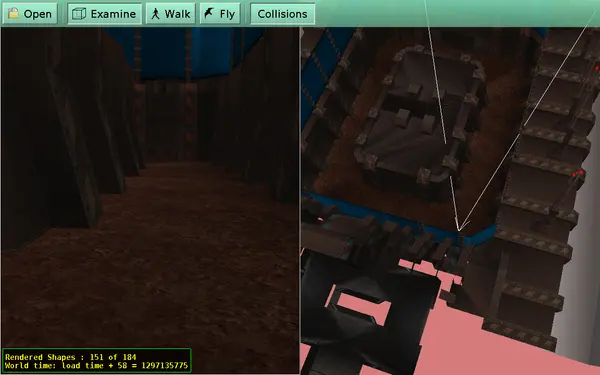 Open Examine Walk Fly Collisions
Rendered Shapes : 151 of 184
World time: load time + 58 = 1297135775